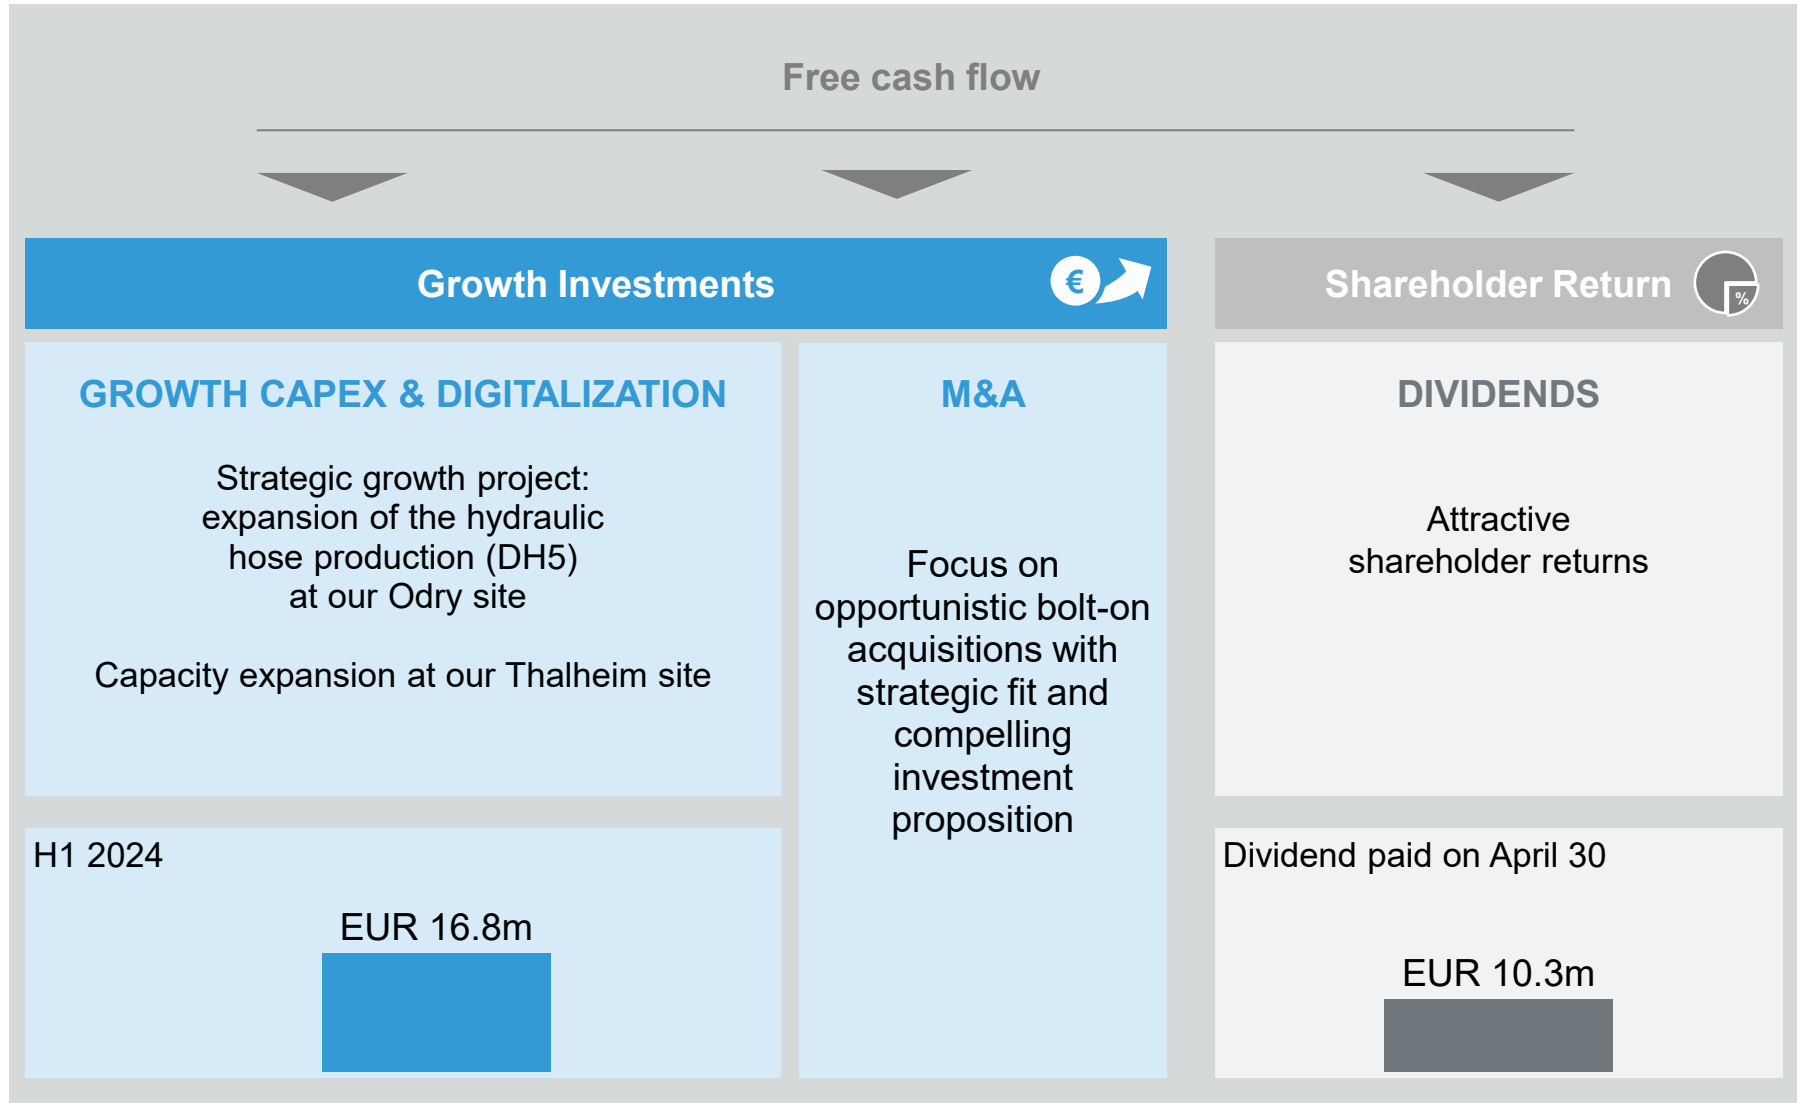 Free cash flow
Growth Investments
€
Shareholder Return
%
GROWTH CAPEX & DIGITALIZATION
Strategic growth project:
expansion of the hydraulic
hose production (DH5)
at our Odry site
Capacity expansion at our Thalheim site
H1 2024
EUR 16.8m
M&A
Focus on
opportunistic bolt-on
acquisitions with
strategic fit and
compelling
investment
proposition
DIVIDENDS
Attractive
shareholder returns
Dividend paid on April 30
EUR 10.3m